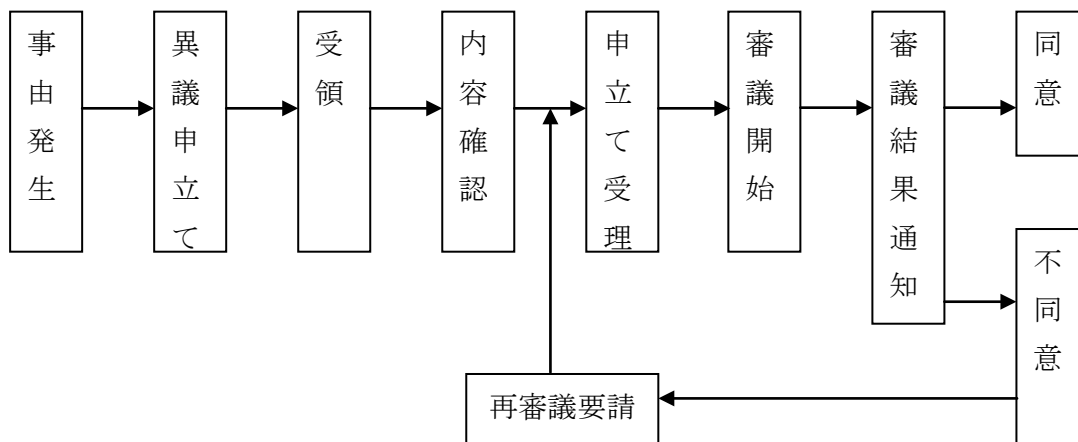 事由発生
異議申立て
受領
内容確認
申立て受理
審議開始
審議結果通知
同意
不同意
再審議要請